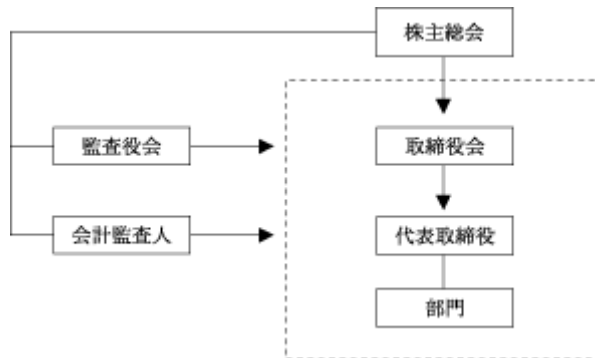 株主総会
監査役会
取締役会
会計監査人
代表取締役
部門